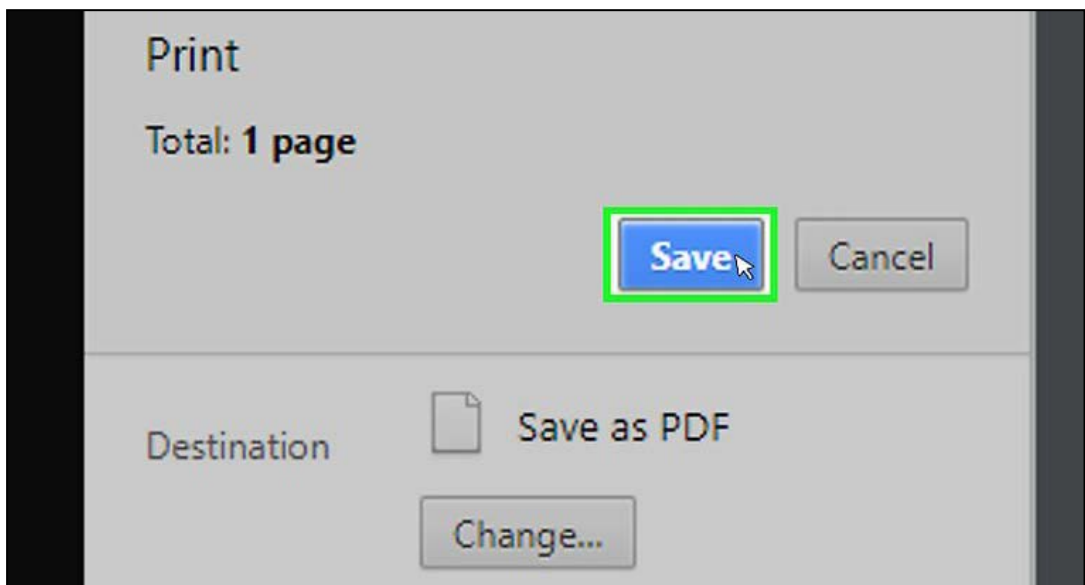 Print
Total: 1 page
Save Cancel
Destination Save as PDF
Change...